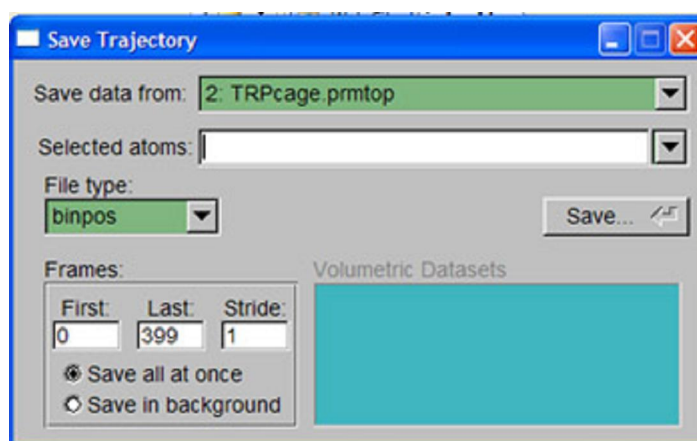 Save Trajectory
Save data from: 2: TRPcage.prmtop
Selected atoms:
File type:
binpos
Save...
Frames:
Volumetric Datasets
First: Last: Stride:
0 399 1
Save all at once
Save in background